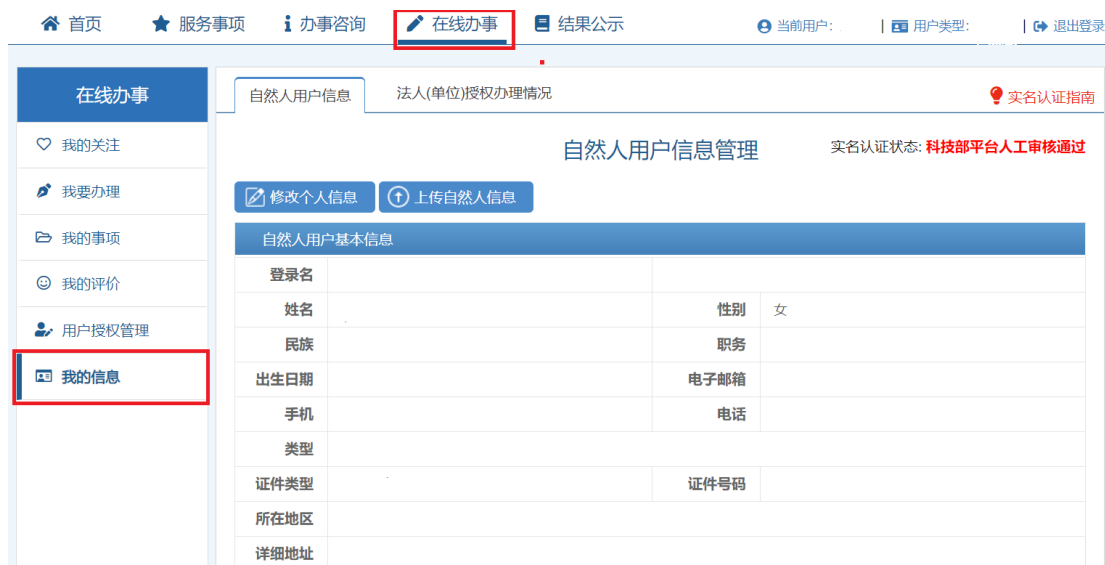 首页 服务事项 办事咨询 在线办事 结果公示 当前用户: | 用户类型: | 退出登录
在线办事
我的关注
我要办理
我的事项
我的评价
用户授权管理
我的信息
自然人用户信息 法人(单位)授权办理情况
实名认证指南
自然人用户信息管理 实名认证状态: 科技部平台人工审核通过
修改个人信息 上传自然人信息
自然人用户基本信息
登录名
姓名 性别 女
民族 职务
出生日期 电子邮箱
手机 电话
类型
证件类型 证件号码
所在地区
详细地址